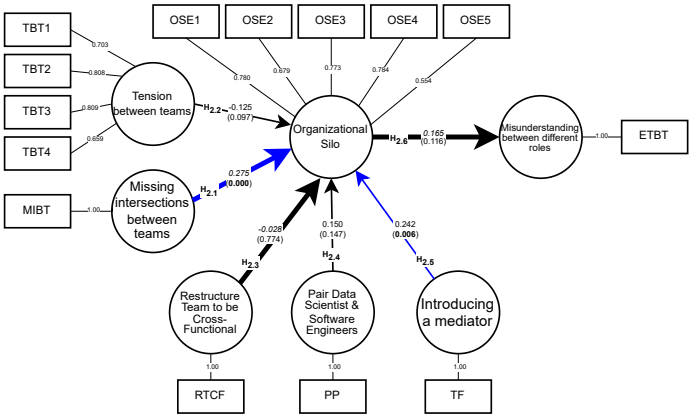 TBT1
TBT2
TBT3
TBT4
MIBT
OSE1
OSE2
OSE3
OSE4
OSE5
0.703
0.808
0.809
0.659
1.00
0.780
0.679
0.773
0.784
0.554
Tension
between teams
H2.2
-0.125
(0.097)
Organizational
Silo
H2.6
0.165
(0.116)
Misunderstanding
between different
roles
1.00
ETBT
Missing
intersections
between
teams
H2.1
0.275
(0.000)
-0.028
(0.774)
H2.3
0.150
(0.147)
H2.4
0.242
(0.006)
H2.5
Restructure
Team to be
Cross-
Functional
Pair Data
Scientist &
Software
Engineers
Introducing
a mediator
1.00
1.00
1.00
RTCF
PP
TF